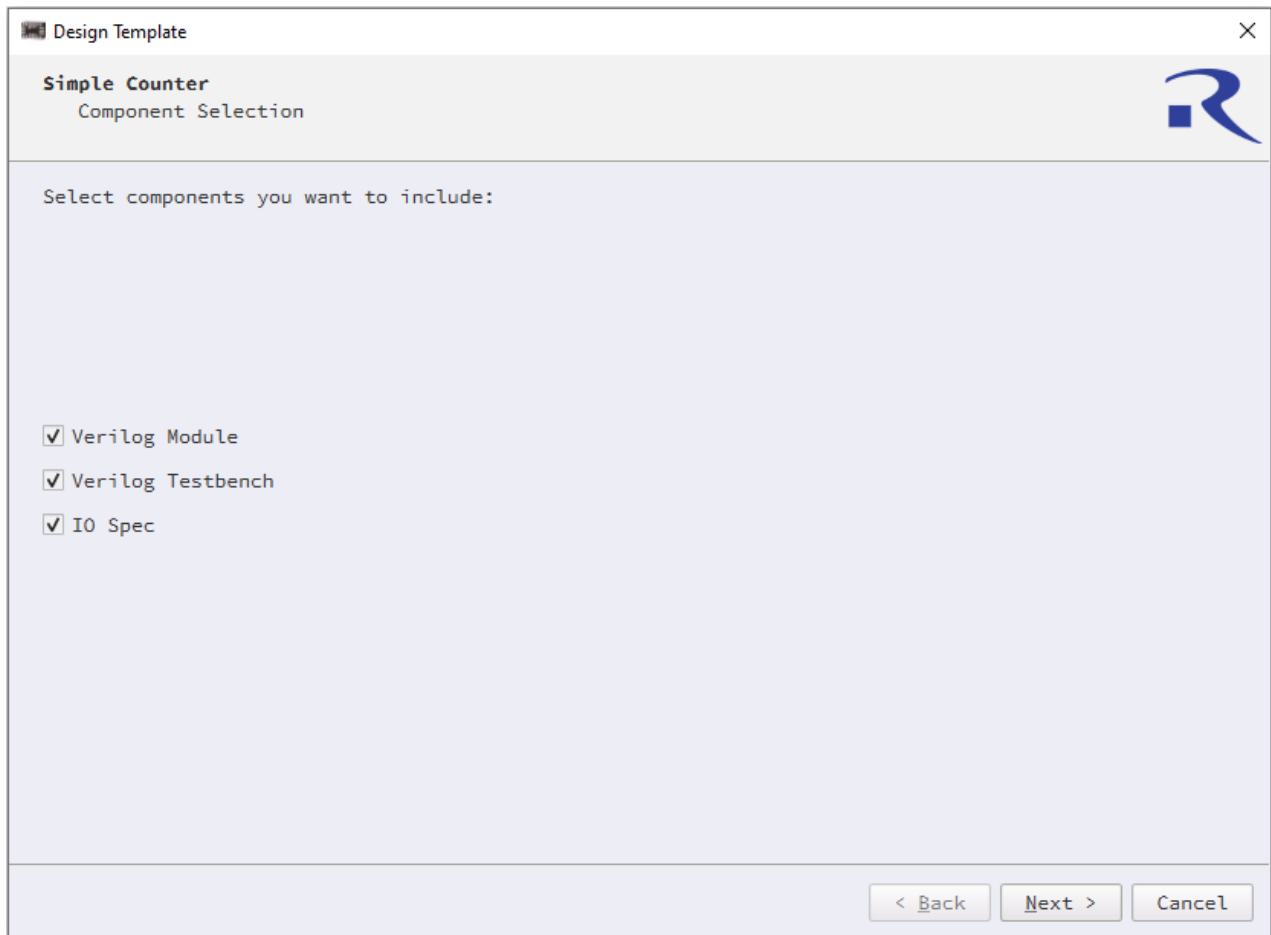 Design Template
Simple Counter
Component Selection
Select components you want to include:
Verilog Module
Verilog Testbench
IO Spec
< Back Next > Cancel